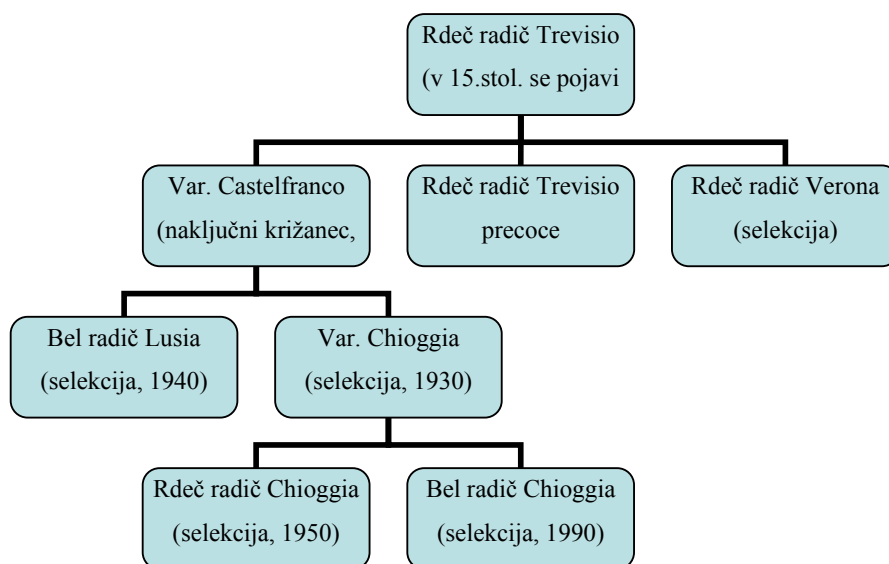 Rdeč radič Trevisio
(v 15.stol. se pojavi
Var. Castelfranco
(naključni križanec,
Rdeč radič Trevisio
precoce
Rdeč radič Verona
(selekcija)
Bel radič Lusia
(selekcija, 1940)
Var. Chioggia
(selekcija, 1930)
Rdeč radič Chioggia
(selekcija, 1950)
Bel radič Chioggia
(selekcija, 1990)